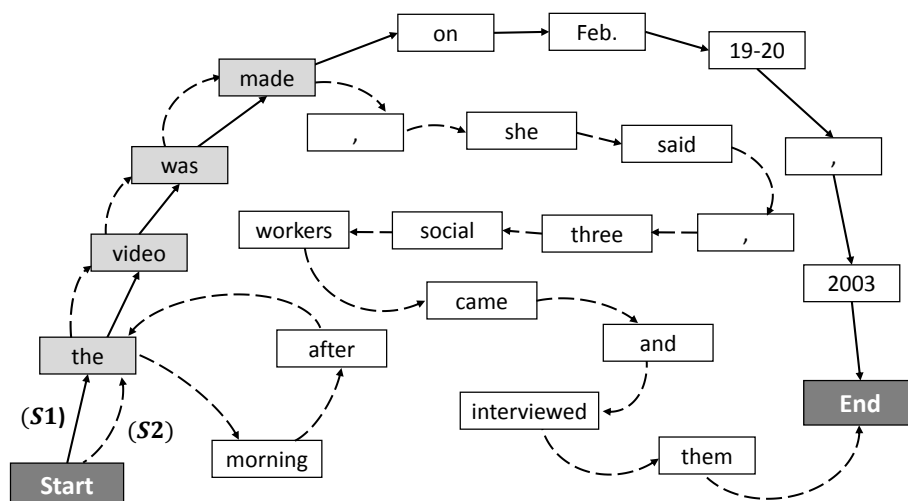 on
Feb.
19-20
made
,
she
said
,
was
workers
social
three
,
video
came
2003
the
after
and
(S1)
(S2)
interviewed
End
morning
them
Start